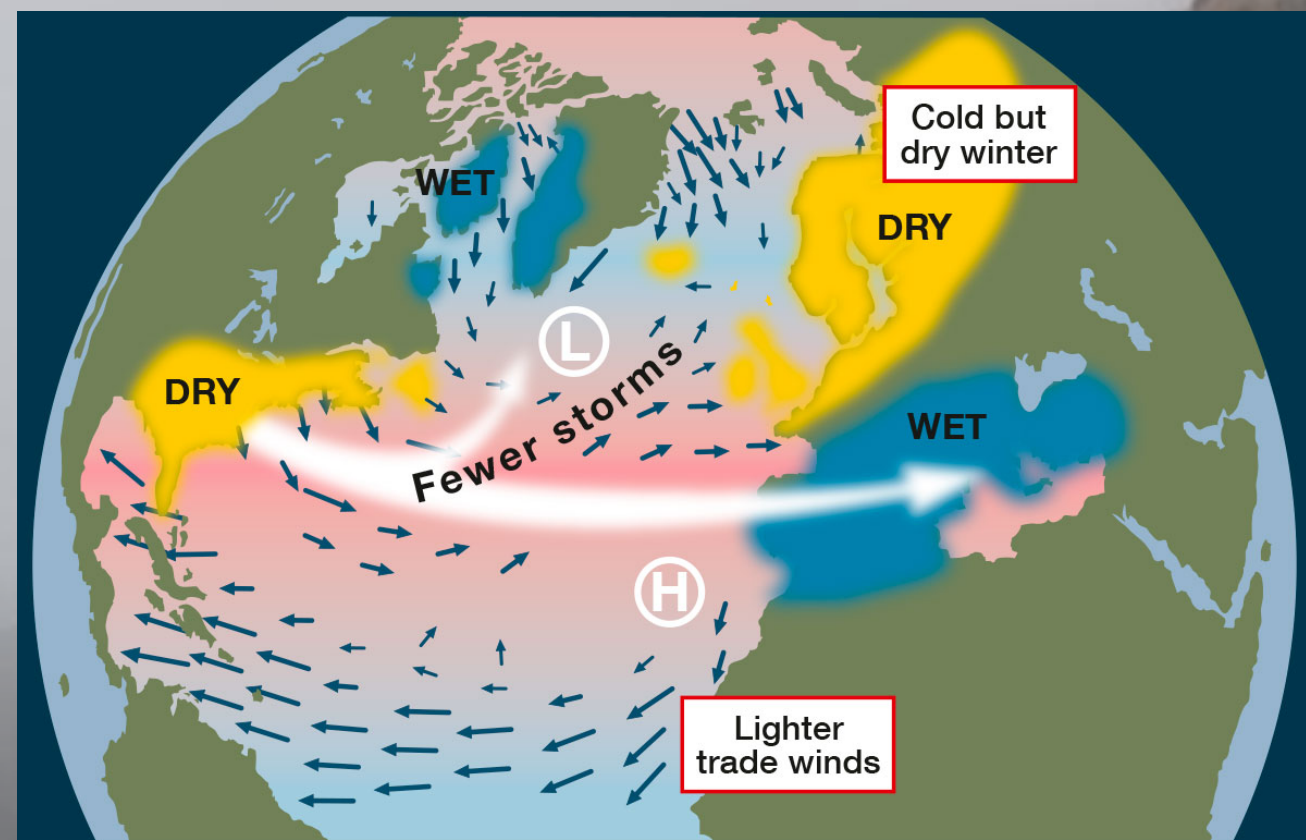 Cold but
dry winter
WET
DRY
L
Fewer storms
DRY
WET
H
Lighter
trade winds